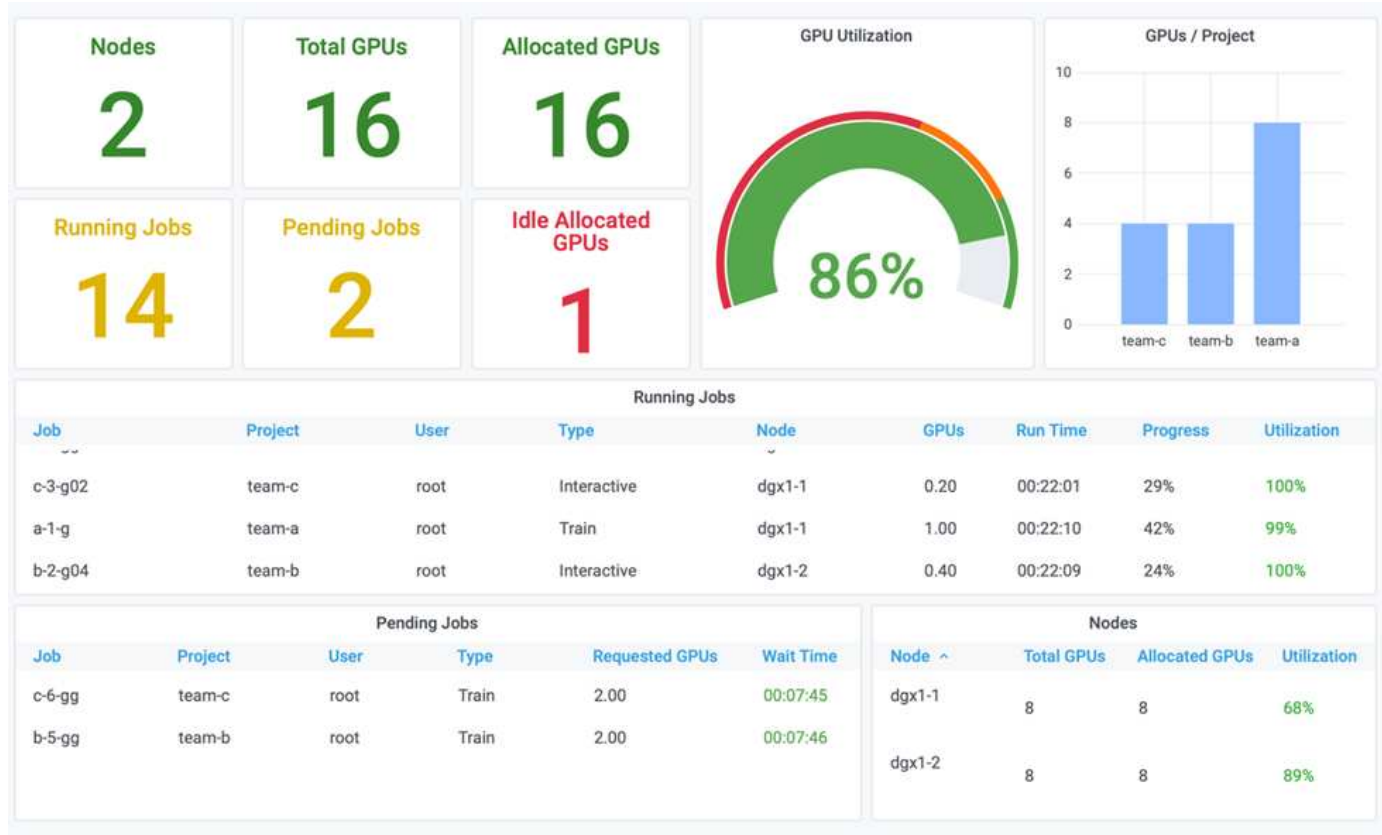 Nodes
2
Total GPUs
16
Allocated GPUs
16
Running Jobs
14
Pending Jobs
2
Idle Allocated
GPUs
1
GPU Utilization
86%
GPUs / Project
10
8
6
4
2
0
team-c team-b team-a
Running Jobs
Job Project User Type Node GPUs Run Time Progress Utilization
c-3-g02 team-c root Interactive dgx1-1 0.20 00:22:01 29% 100%
a-1-g team-a root Train dgx1-1 1.00 00:22:10 42% 99%
b-2-g04 team-b root Interactive dgx1-2 0.40 00:22:09 24% 100%
Pending Jobs
Job Project User Type Requested GPUs Wait Time
c-6-gg team-c root Train 2.00 00:07:45
b-5-gg team-b root Train 2.00 00:07:46
Nodes
Node Total GPUs Allocated GPUs Utilization
dgx1-1 8 8 68%
dgx1-2 8 8 89%